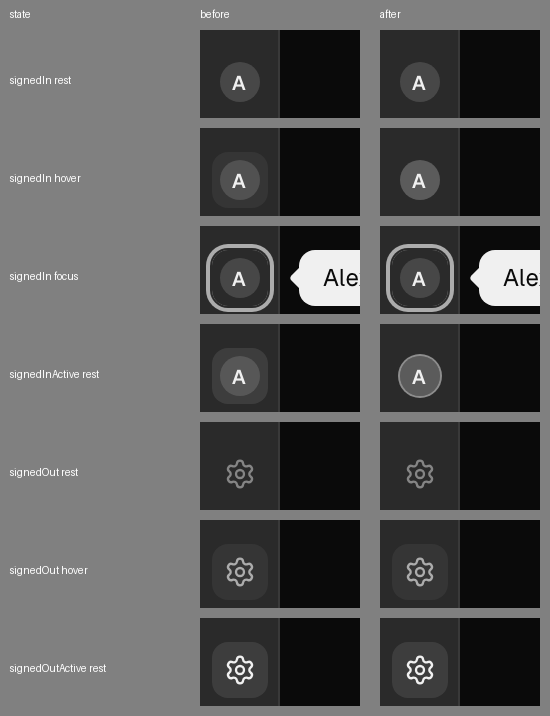 state before after
signedIn rest A A
signedIn hover A A
signedIn focus A Ale A Ale
signedInActive rest A A
signedOut rest
signedOut hover
signedOutActive rest